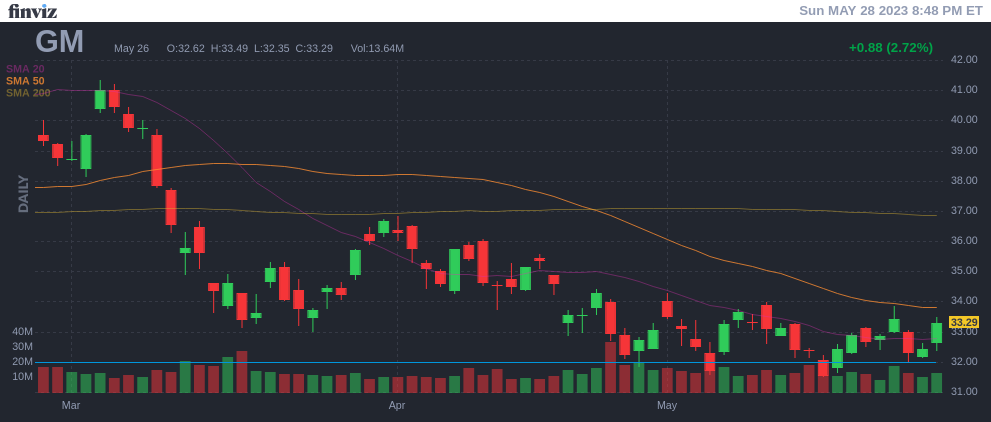 finviz
Sun MAY 28 2023 8:48 PM ET
GM May 26 O:32.62 H:33.49 L:32.35 C:33.29 Vol:13.64M +0.88 (2.72%)
SMA 20
SMA 50
SMA 200
DAILY
42.00
41.00
40.00
39.00
38.00
37.00
36.00
35.00
34.00
33.29
33.00
32.00
31.00
40M
30M
20M
10M
Mar Apr May